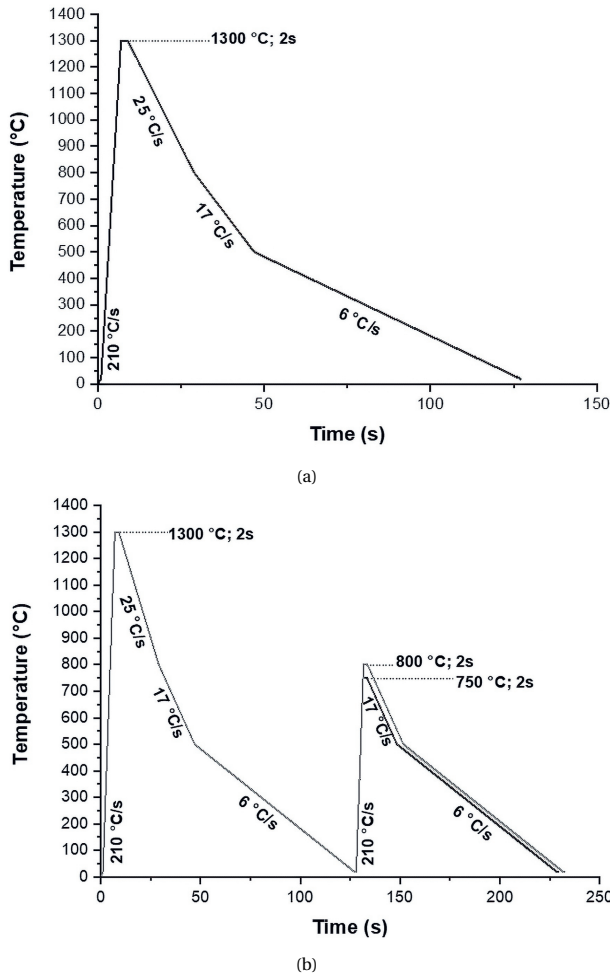 1400
1300
1200
1100
1000
900
800
700
600
500
400
300
200
100
0
Temperature (°C)
1300 °C; 2s
25 °C/s
17 °C/s
6 °C/s
210 °C/s
0 50 100 150
Time (s)
(a)
1400
1300
1200
1100
1000
900
800
700
600
500
400
300
200
100
0
Temperature (°C)
1300 °C; 2s
25 °C/s
17 °C/s
6 °C/s
210 °C/s
800 °C; 2s
750 °C; 2s
17 °C/s
6 °C/s
210 °C/s
0 50 100 150 200 250
Time (s)
(b)